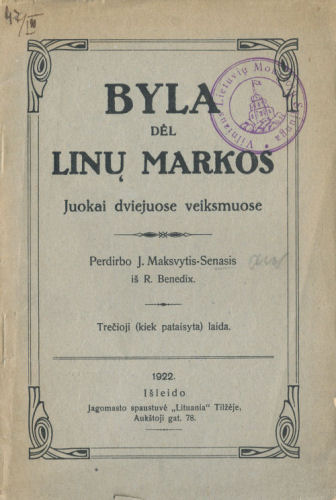 BYLA
DĖL
LINŲ MARKOS
Juokai dviejuose veiksmuose
Perdirbo J. Maksvytis-Senasis
iš R. Benedix.
Trečioji (kiek pataisyta) laida.
1922.
Išleido
Jagomasto spaustuvė „Lituania“ Tilžėje,
Aukštoji gat. 78.